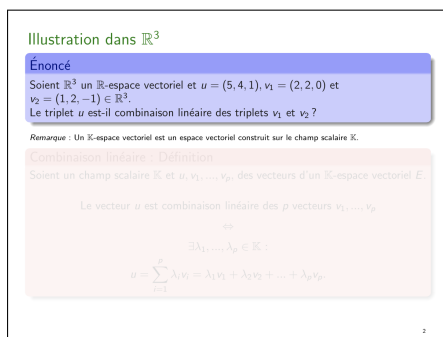 Illustration dans ℝ³
Énoncé
Soient ℝ³ un ℝ-espace vectoriel et u = (5, 4, 1), v₁ = (2, 2, 0) et
v₂ = (1, 2, −1) ∈ ℝ³.
Le triplet u est-il combinaison linéaire des triplets v₁ et v₂ ?
Remarque : Un 𝕂-espace vectoriel est un espace vectoriel construit sur le champ scalaire 𝕂.
Combinaison linéaire : Définition
Soient un champ scalaire 𝕂 et u, v₁, ..., vₚ, des vecteurs d'un 𝕂-espace vectoriel E.
Le vecteur u est combinaison linéaire des p vecteurs v₁, ..., vₚ
⇔
∃λ₁, ..., λₚ ∈ 𝕂 :
u = ∑ᵢ₌₁ᵖ λᵢvᵢ = λ₁v₁ + λ₂v₂ + ... + λₚvₚ.
2